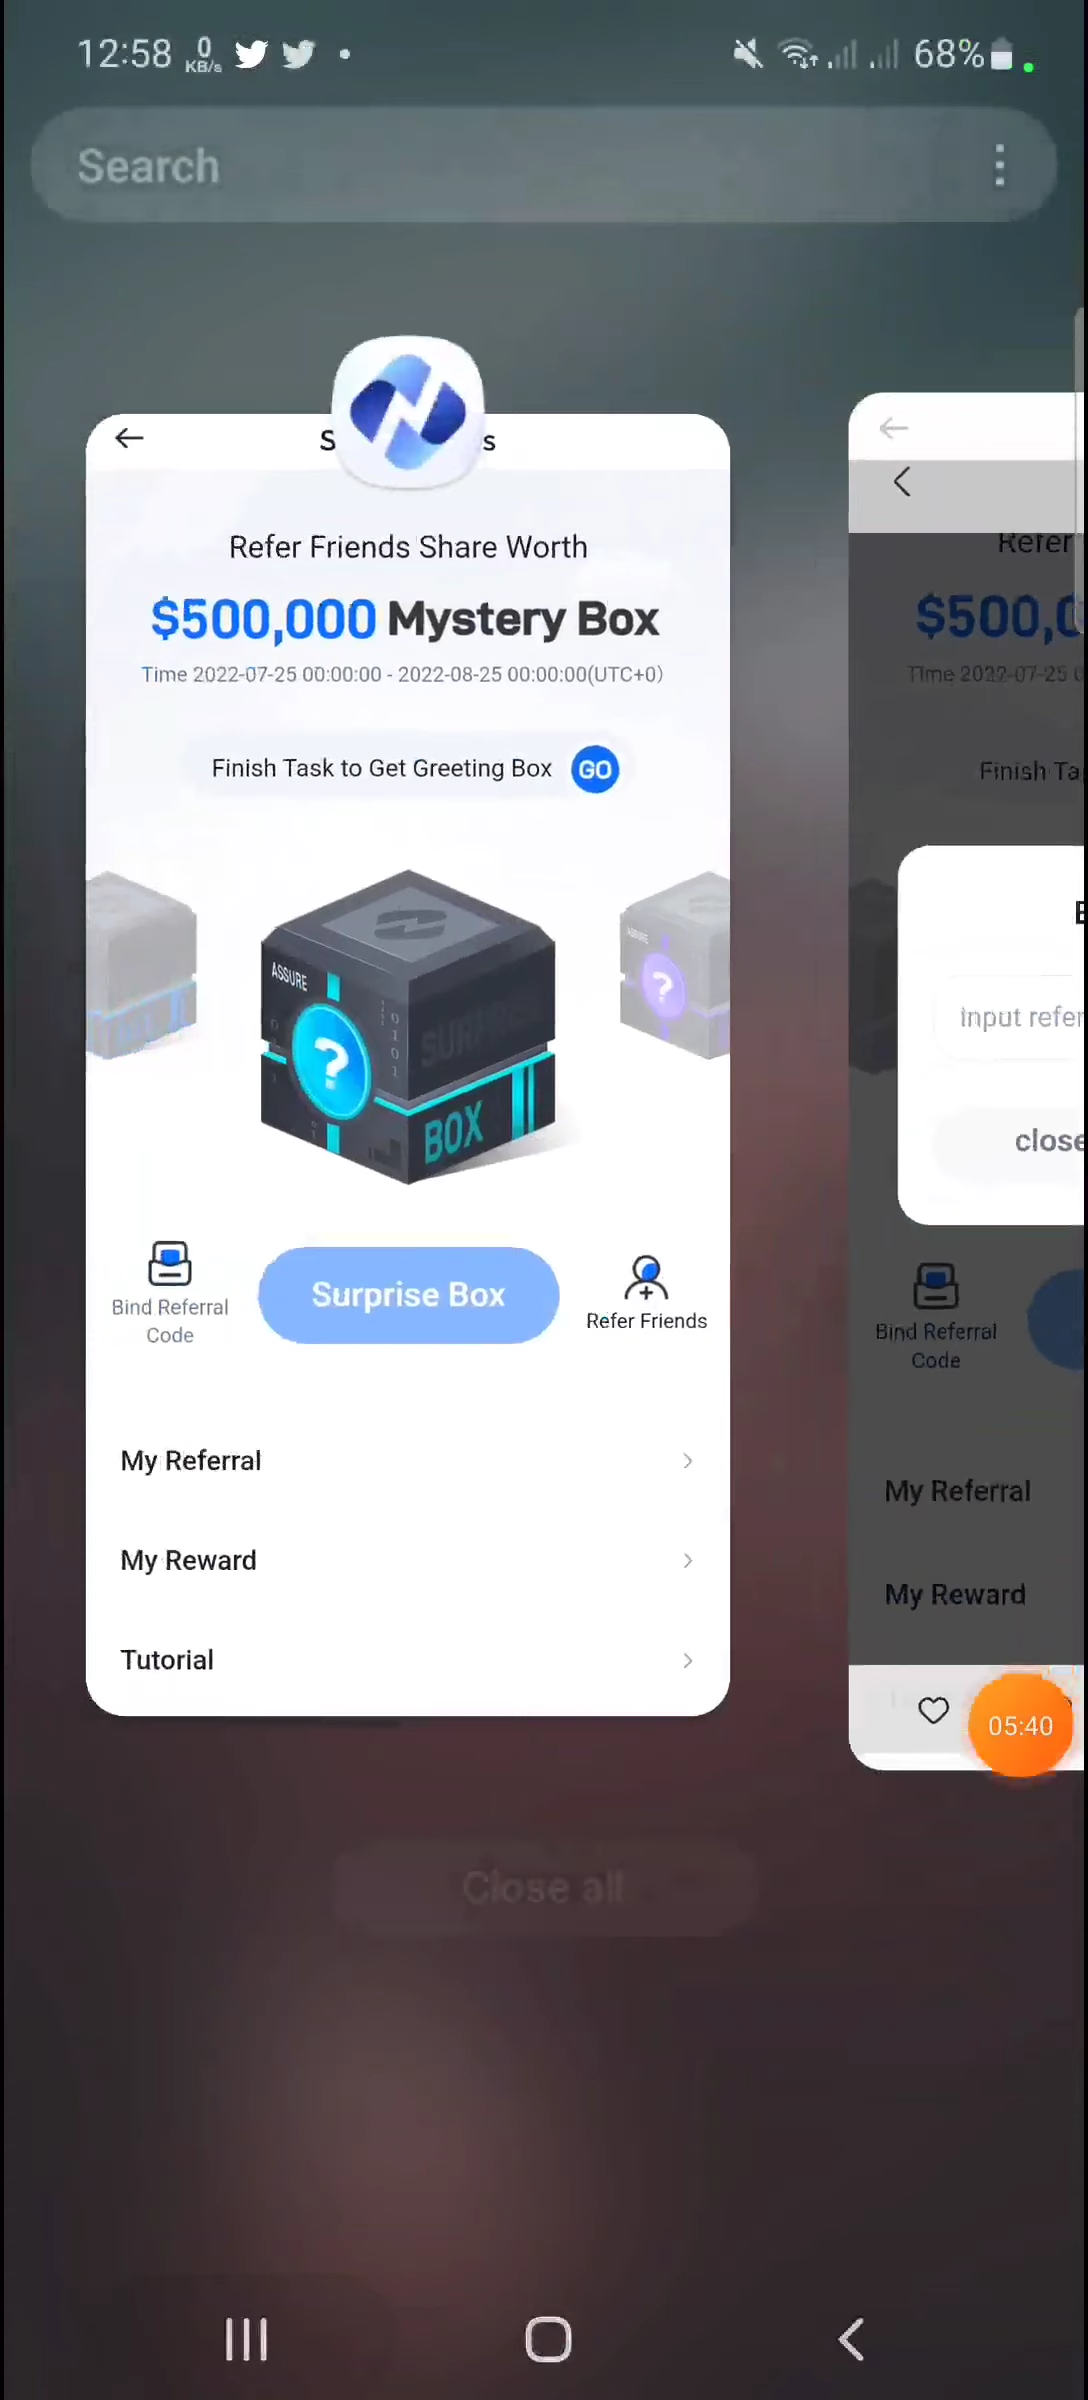 12:58 0 KB/s 68%
Search
Refer Friends Share Worth
$500,000 Mystery Box
Time 2022-07-25 00:00:00 - 2022-08-25 00:00:00(UTC+0)
Finish Task to Get Greeting Box GO
ASSURE
?
BOX
Bind Referral
Code
Surprise Box
Refer Friends
My Referral
My Reward
Tutorial
Refer
$500,0
Time 2022-07-25 0
Finish Ta
Input refer
close
Bind Referral
Code
My Referral
My Reward
05:40
Close all